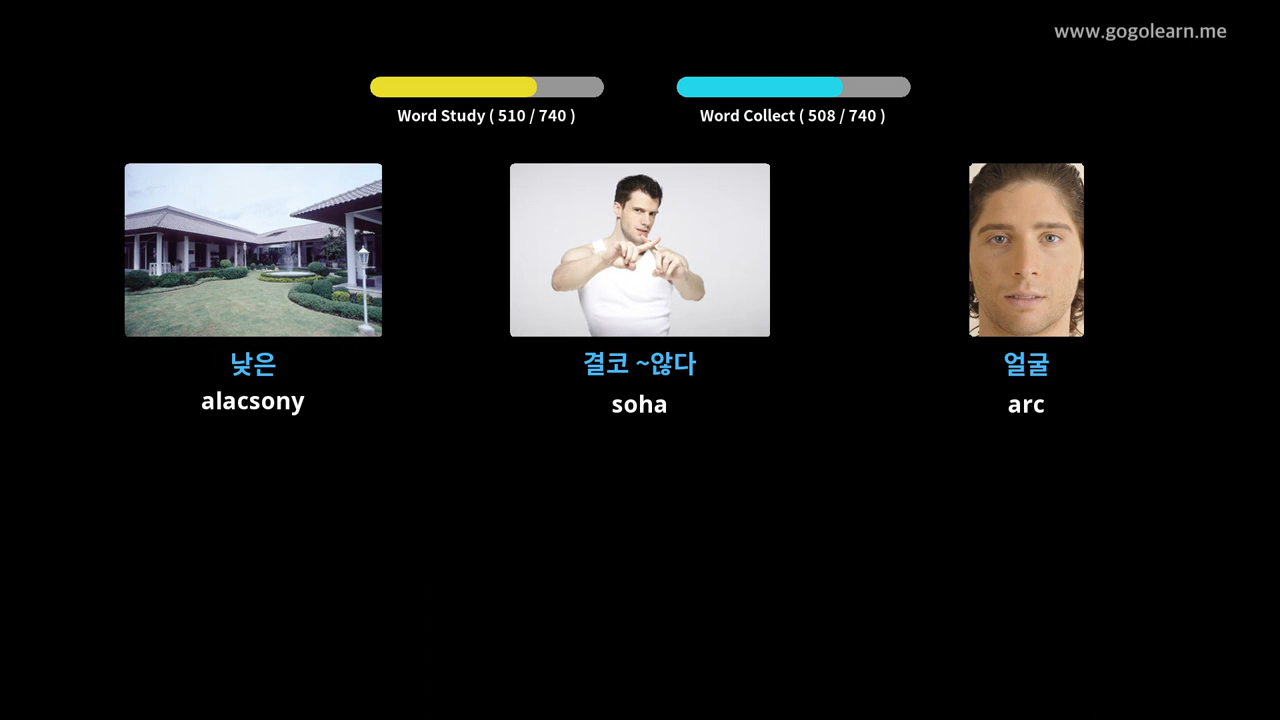 www.gogolearn.me
Word Study ( 510 / 740 )
Word Collect ( 508 / 740 )
낮은
alacsony
결코 ~않다
soha
얼굴
arc